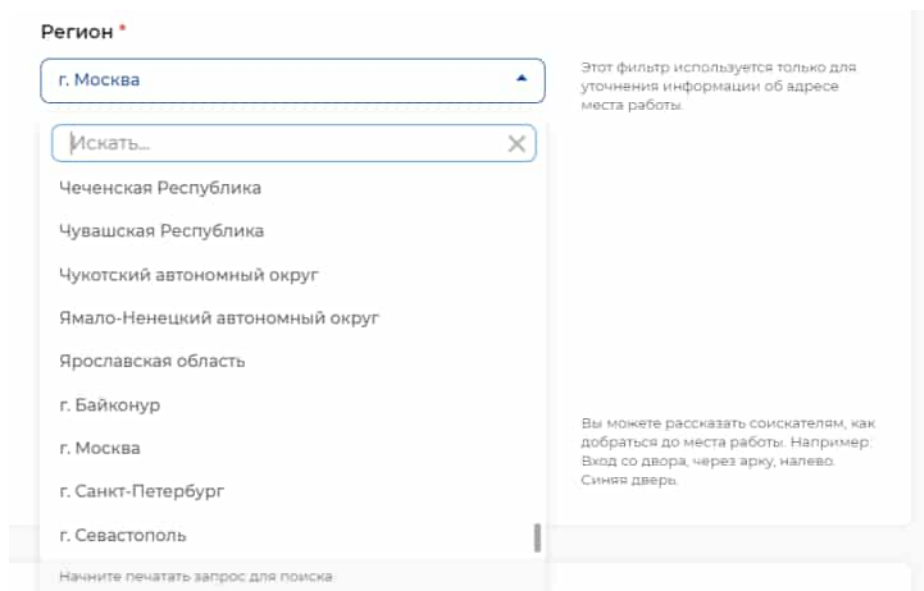 Регион *
г. Москва
Этот фильтр используется только для
уточнения информации об адресе
места работы.
Искать...
Чеченская Республика
Чувашская Республика
Чукотский автономный округ
Ямало-Ненецкий автономный округ
Ярославская область
г. Байконур
г. Москва
г. Санкт-Петербург
г. Севастополь
Вы можете рассказать соискателям, как
добраться до места работы. Например:
Вход со двора, через арку, налево.
Синяя дверь.
Начните печатать запрос для поиска